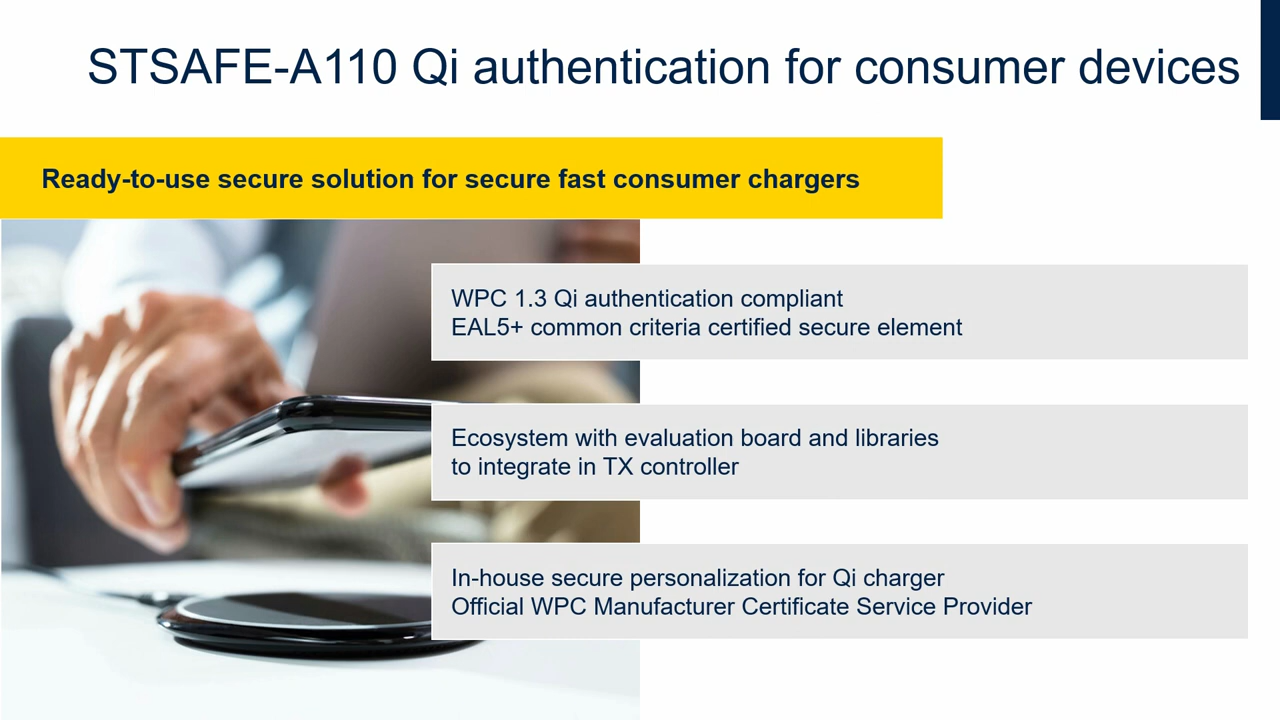 STSAFE-A110 Qi authentication for consumer devices
Ready-to-use secure solution for secure fast consumer chargers
WPC 1.3 Qi authentication compliant
EAL5+ common criteria certified secure element
Ecosystem with evaluation board and libraries
to integrate in TX controller
In-house secure personalization for Qi charger
Official WPC Manufacturer Certificate Service Provider